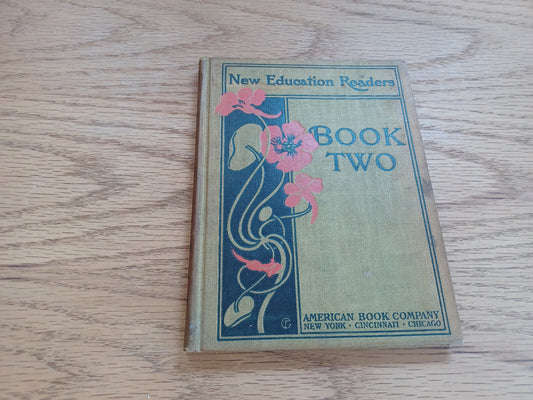 New Education Readers
BOOK
TWO
AMERICAN BOOK COMPANY
NEW YORK · CINCINNATI · CHICAGO